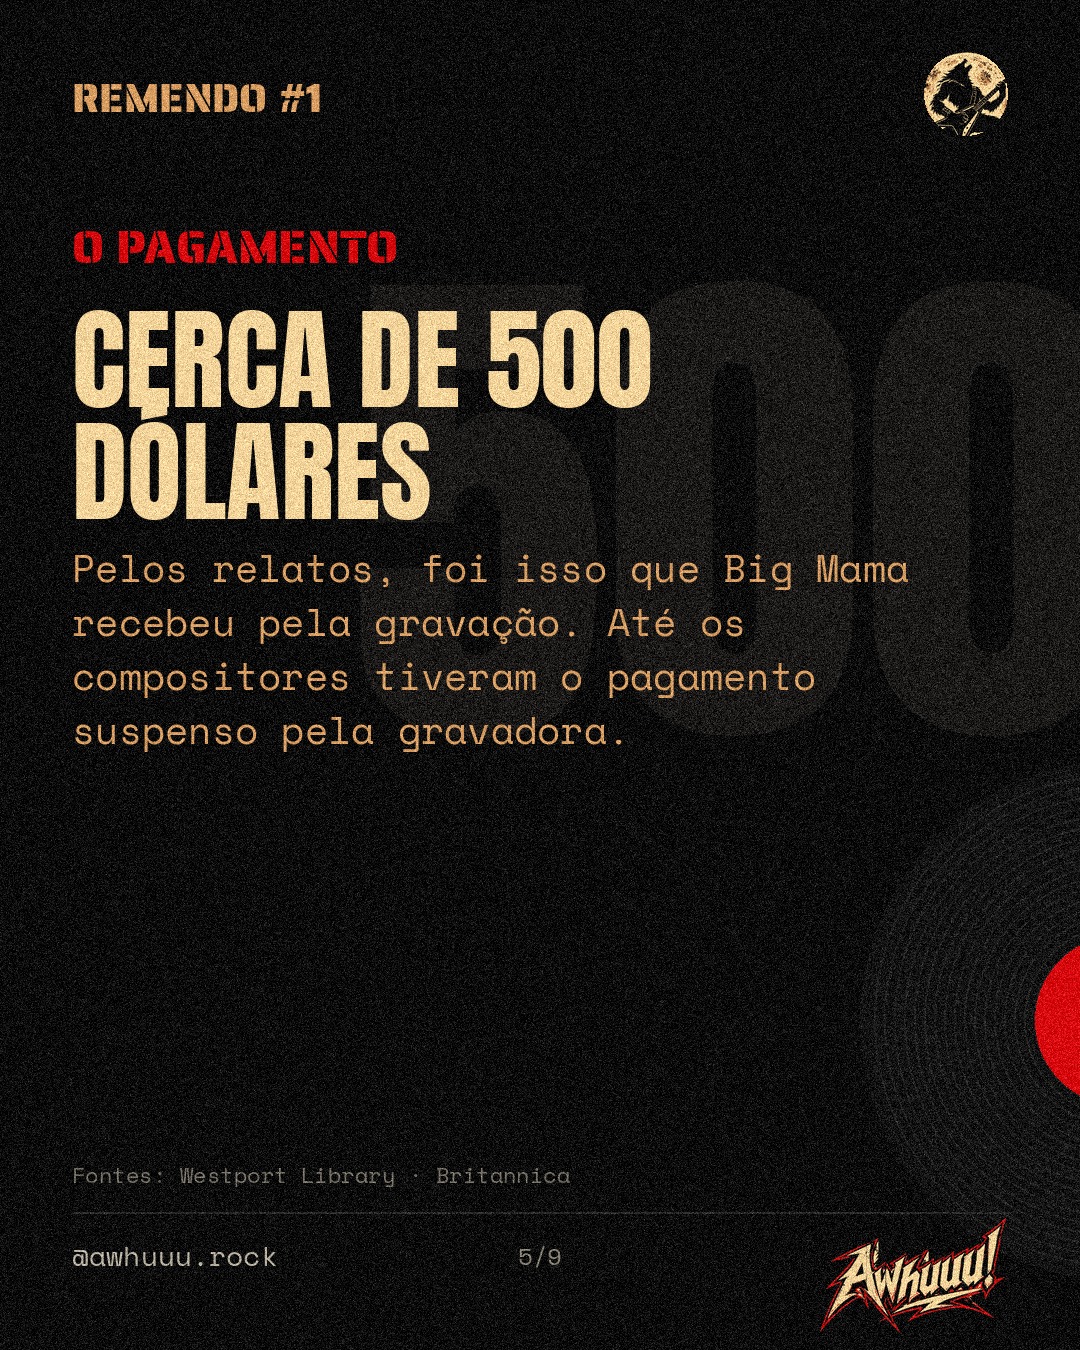 REMENDO #1
O PAGAMENTO
500
CERCA DE 500
DÓLARES
Pelos relatos, foi isso que Big Mama
recebeu pela gravação. Até os
compositores tiveram o pagamento
suspenso pela gravadora.
Fontes: Westport Library · Britannica
@awhuuu.rock
5/9
Awhuuu!